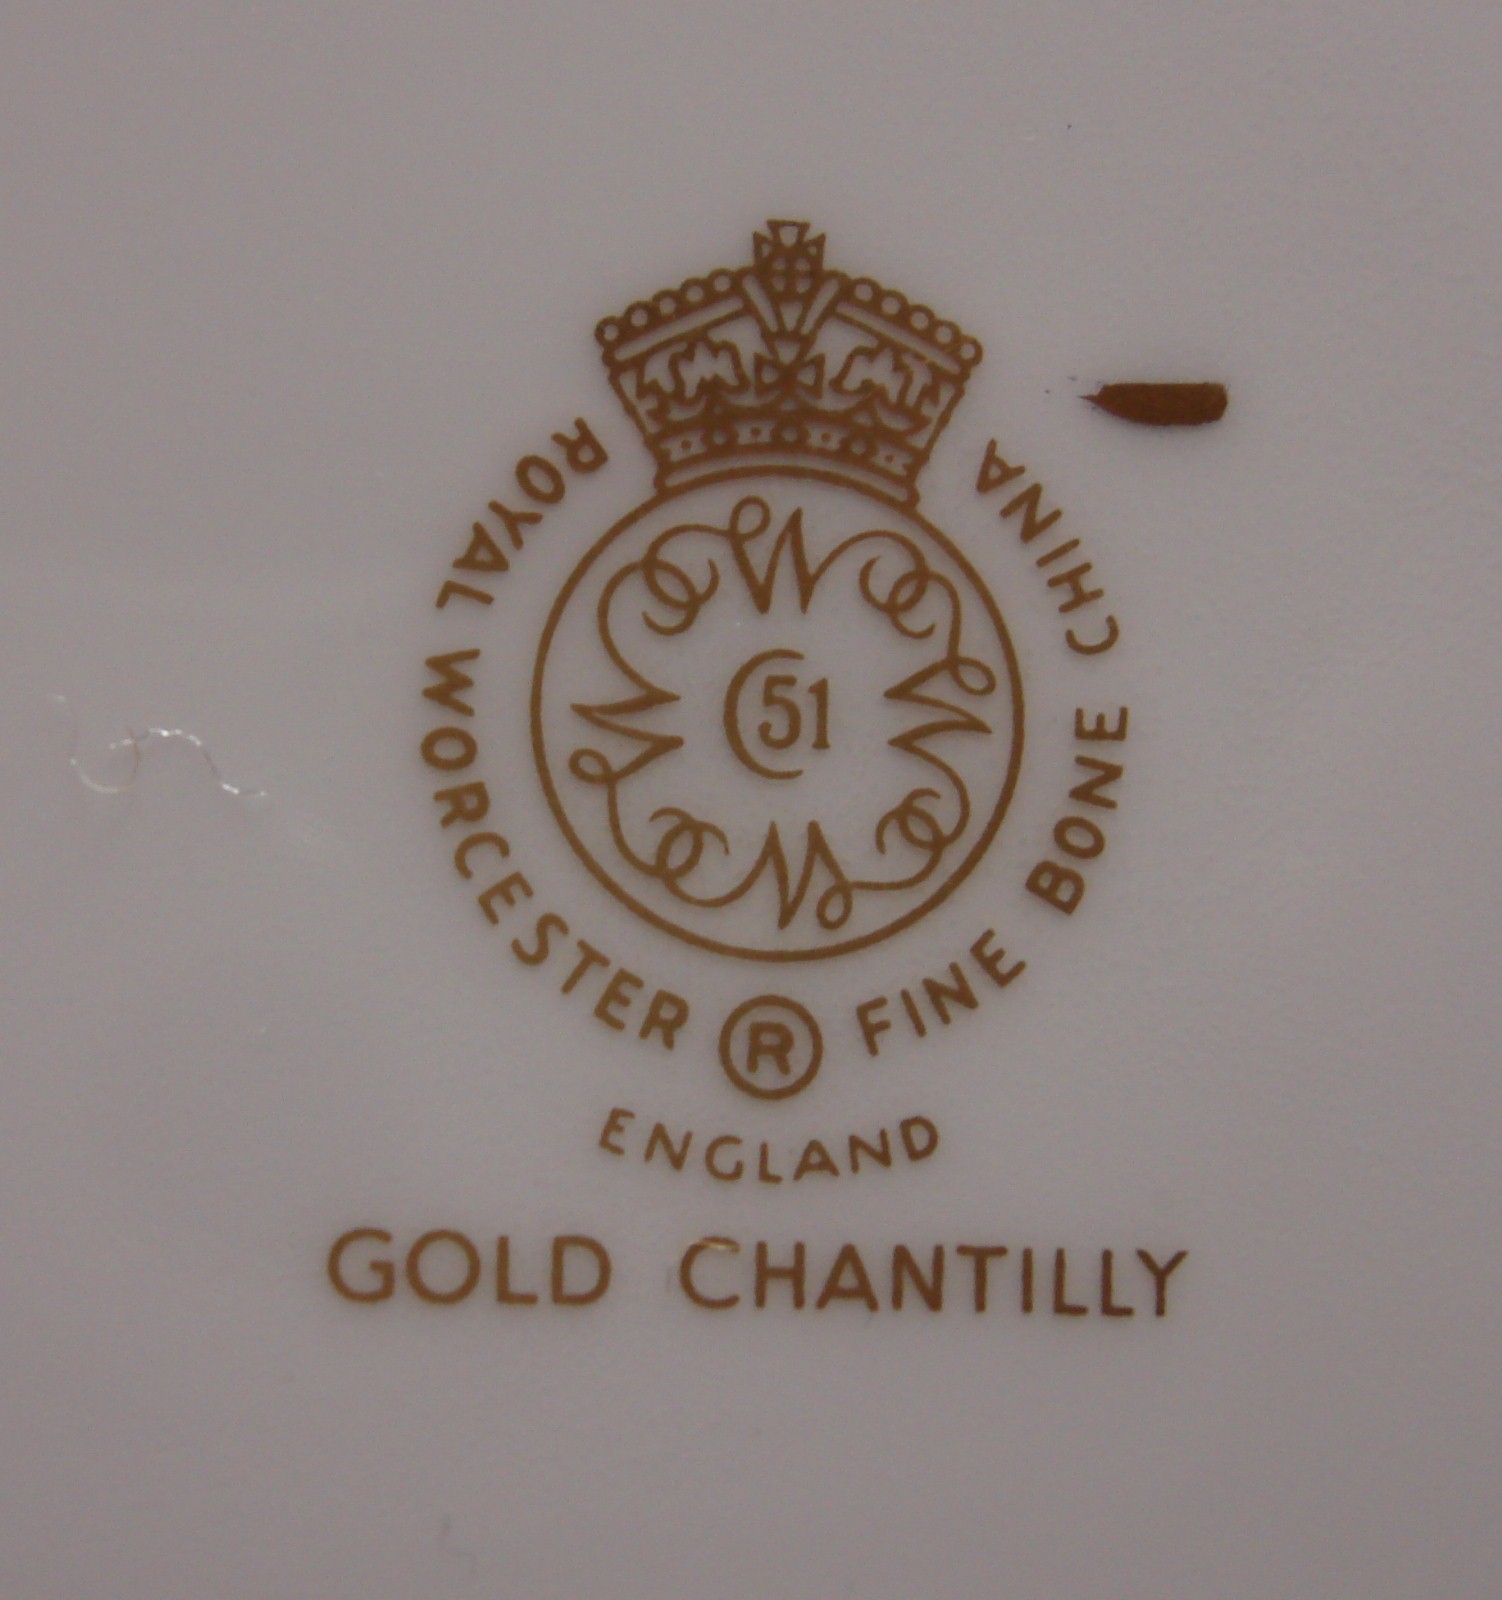 ROYAL WORCESTER ® FINE BONE CHINA
51
ENGLAND
GOLD CHANTILLY